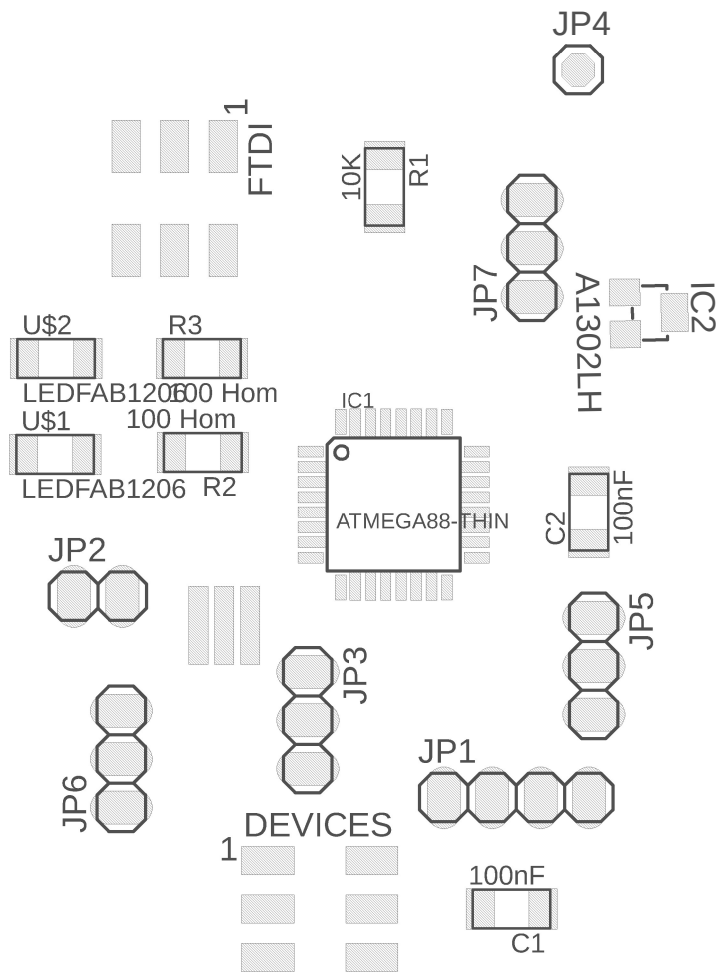 JP4
1
FTDI
10K
R1
JP7
A1302LH
IC2
U$2
R3
LEDFAB1206
100 Hom
U$1
100 Hom
LEDFAB1206
R2
IC1
ATMEGA88-THIN
C2
100nF
JP2
JP5
JP3
JP6
JP1
DEVICES
1
100nF
C1